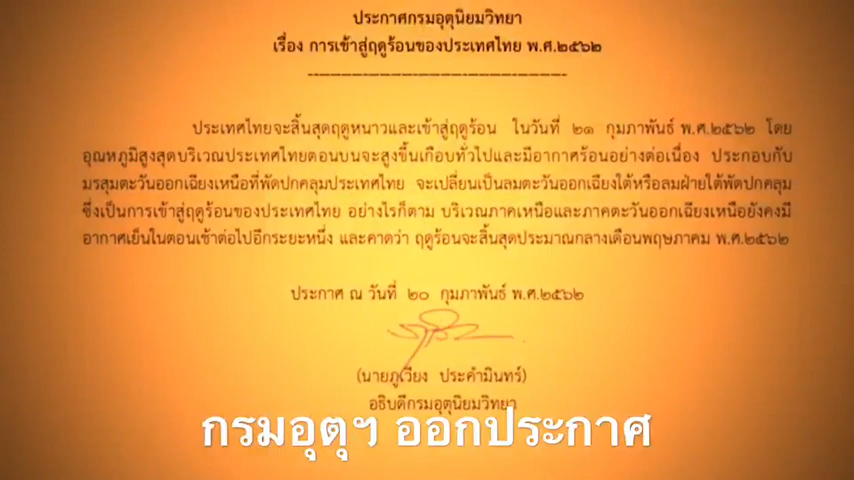 ประกาศกรมอุตุนิยมวิทยา
เรื่อง การเข้าสู่ฤดูร้อนของประเทศไทย พ.ศ.๒๕๖๒
ประเทศไทยจะสิ้นสุดฤดูหนาวและเข้าสู่ฤดูร้อน ในวันที่ ๒๑ กุมภาพันธ์ พ.ศ.๒๕๖๒ โดย
อุณหภูมิสูงสุดบริเวณประเทศไทยตอนบนจะสูงขึ้นเกือบทั่วไปและมีอากาศร้อนอย่างต่อเนื่อง ประกอบกับ
มรสุมตะวันออกเฉียงเหนือที่พัดปกคลุมประเทศไทย จะเปลี่ยนเป็นลมตะวันออกเฉียงใต้หรือลมฝ่ายใต้พัดปกคลุม
ซึ่งเป็นการเข้าสู่ฤดูร้อนของประเทศไทย อย่างไรก็ตาม บริเวณภาคเหนือและภาคตะวันออกเฉียงเหนือยังคงมี
อากาศเย็นในตอนเช้าต่อไปอีกระยะหนึ่ง และคาดว่า ฤดูร้อนจะสิ้นสุดประมาณกลางเดือนพฤษภาคม พ.ศ.๒๕๖๒
ประกาศ ณ วันที่ ๒๐ กุมภาพันธ์ พ.ศ.๒๕๖๒
(นายภูเวียง ประคำมินทร์)
อธิบดีกรมอุตุนิยมวิทยา
กรมอุตุฯ ออกประกาศ